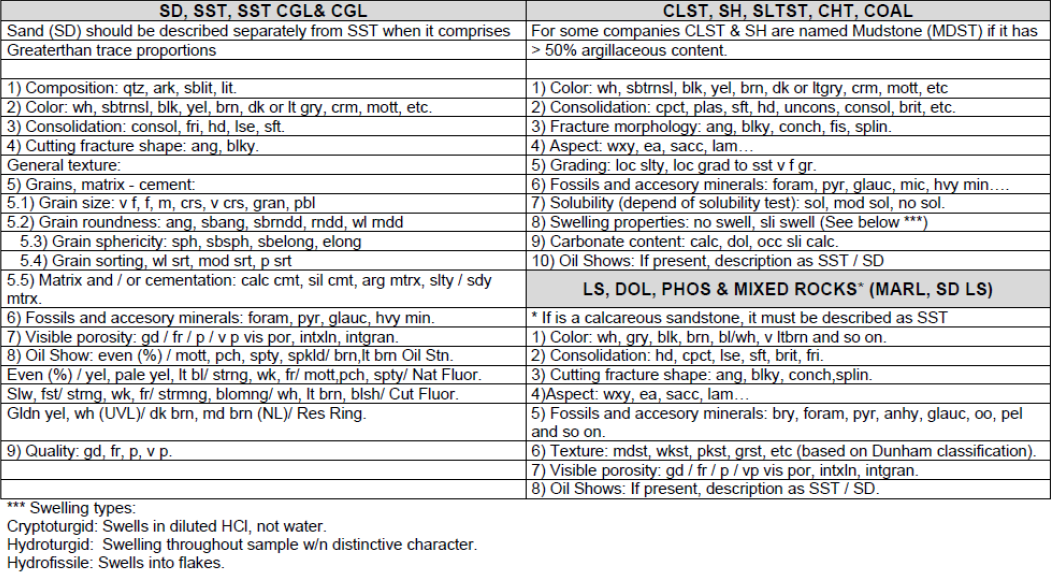 SD, SST, SST CGL& CGL
Sand (SD) should be described separately from SST when it comprises
Greaterthan trace proportions
1) Composition: qtz, ark, sblit, lit.
2) Color: wh, sbtrnsl, blk, yel, brn, dk or lt gry, crm, mott, etc.
3) Consolidation: consol, fri, hd, lse, sft.
4) Cutting fracture shape: ang, blky.
General texture:
5) Grains, matrix - cement:
5.1) Grain size: v f, f, m, crs, v crs, gran, pbl
5.2) Grain roundness: ang, sbang, sbrndd, rndd, wl rndd
5.3) Grain sphericity: sph, sbsph, sbelong, elong
5.4) Grain sorting, wl srt, mod srt, p srt
5.5) Matrix and / or cementation: calc cmt, sil cmt, arg mtrx, slty / sdy
mtrx.
6) Fossils and accesory minerals: foram, pyr, glauc, hvy min.
7) Visible porosity: gd / fr / p / v p vis por, intxln, intgran.
8) Oil Show: even (%) / mott, pch, spty, spkld/ brn,lt brn Oil Stn.
Even (%) / yel, pale yel, lt bl/ strng, wk, fr/ mott,pch, spty/ Nat Fluor.
Slw, fst/ strng, wk, fr/ strmng, blomng/ wh, lt brn, blsh/ Cut Fluor.
Gldn yel, wh (UVL)/ dk brn, md brn (NL)/ Res Ring.
9) Quality: gd, fr, p, v p.
CLST, SH, SLTST, CHT, COAL
For some companies CLST & SH are named Mudstone (MDST) if it has
> 50% argillaceous content.
1) Color: wh, sbtrnsl, blk, yel, brn, dk or ltgry, crm, mott, etc
2) Consolidation: cpct, plas, sft, hd, uncons, consol, brit, etc.
3) Fracture morphology: ang, blky, conch, fis, splin.
4) Aspect: wxy, ea, sacc, lam…
5) Grading: loc slty, loc grad to sst v f gr.
6) Fossils and accesory minerals: foram, pyr, glauc, mic, hvy min….
7) Solubility (depend of solubility test): sol, mod sol, no sol.
8) Swelling properties: no swell, sli swell (See below ***)
9) Carbonate content: calc, dol, occ sli calc.
10) Oil Shows: If present, description as SST / SD
LS, DOL, PHOS & MIXED ROCKS* (MARL, SD LS)
* If is a calcareous sandstone, it must be described as SST
1) Color: wh, gry, blk, brn, bl/wh, v ltbrn and so on.
2) Consolidation: hd, cpct, lse, sft, brit, fri.
3) Cutting fracture shape: ang, blky, conch,splin.
4)Aspect: wxy, ea, sacc, lam…
5) Fossils and accesory minerals: bry, foram, pyr, anhy, glauc, oo, pel
and so on.
6) Texture: mdst, wkst, pkst, grst, etc (based on Dunham classification).
7) Visible porosity: gd / fr / p / vp vis por, intxln, intgran.
8) Oil Shows: If present, description as SST / SD.
*** Swelling types:
Cryptoturgid: Swells in diluted HCl, not water.
Hydroturgid:  Swelling throughout sample w/n distinctive character.
Hydrofissile: Swells into flakes.